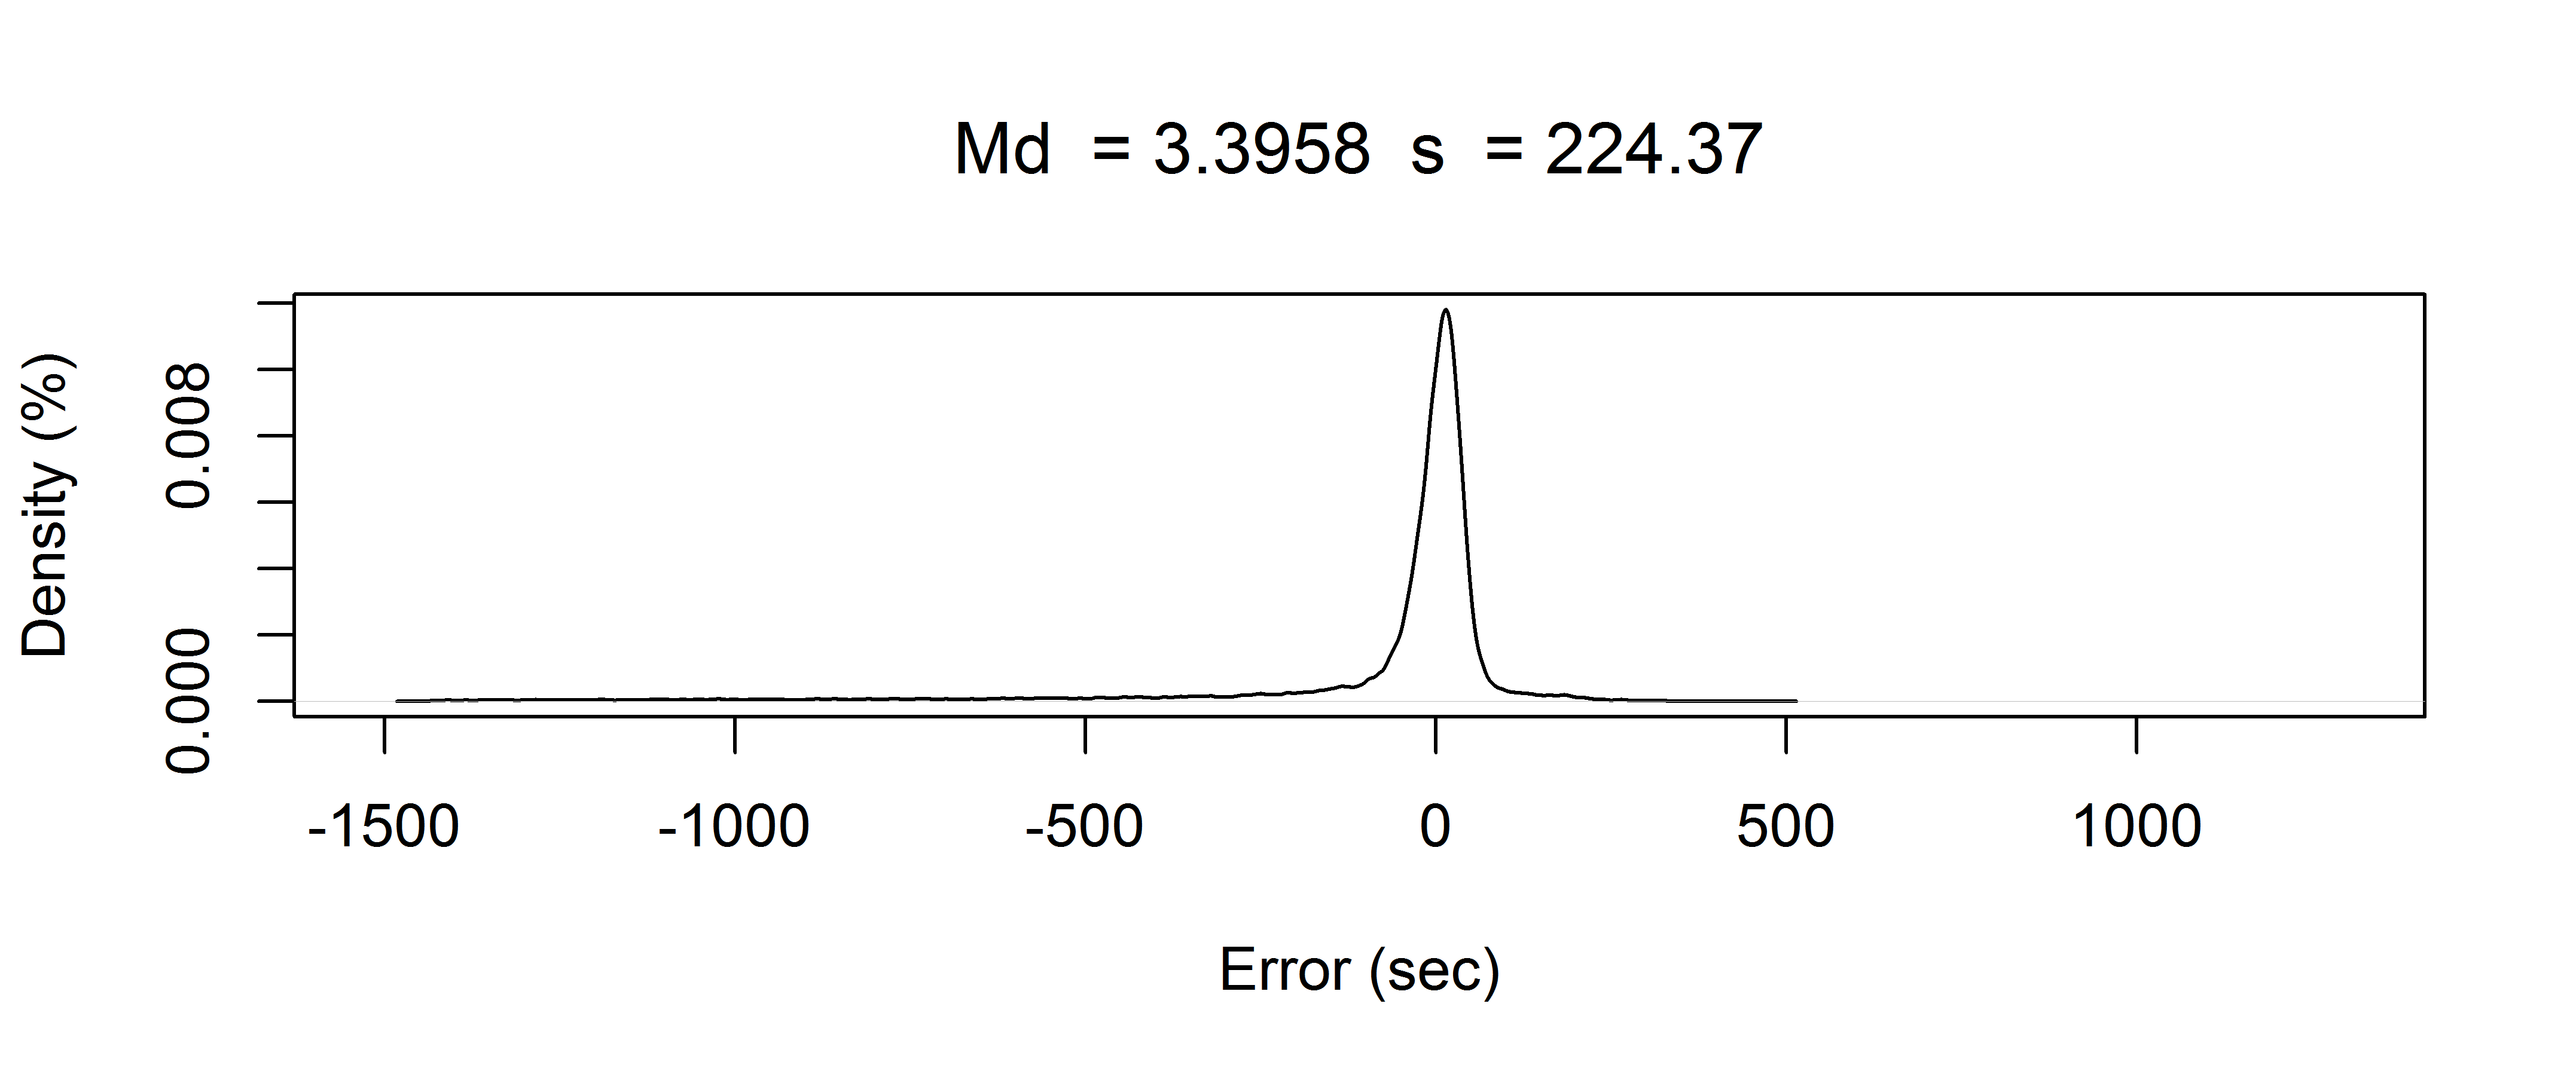 Md = 3.3958 s = 224.37
Density (%)
0.008
0.000
-1500 -1000 -500 0 500 1000
Error (sec)